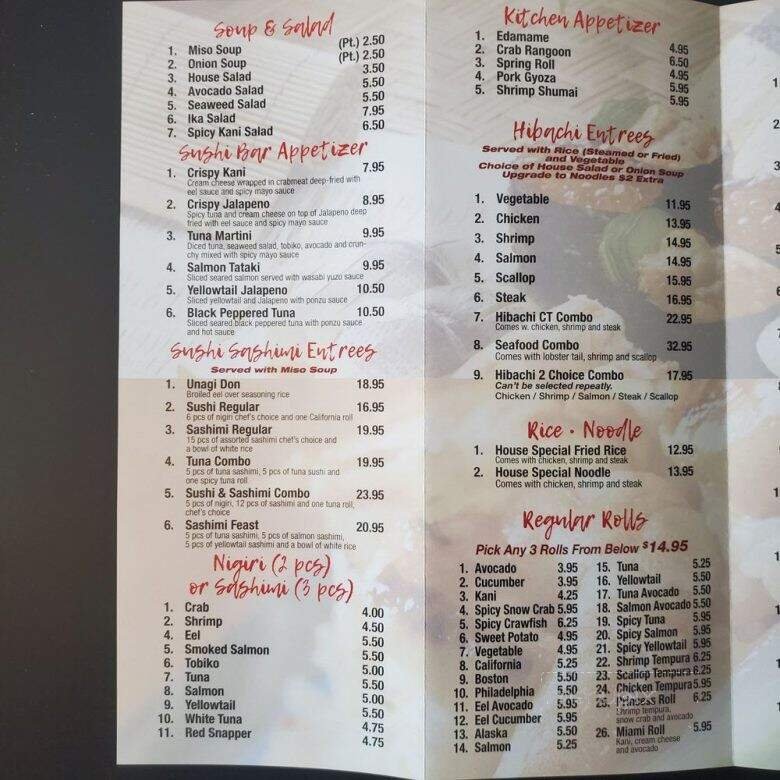 Soup & Salad
1. Miso Soup (Pt.) 2.50
2. Onion Soup (Pt.) 2.50
3. House Salad 3.50
4. Avocado Salad 5.50
5. Seaweed Salad 5.50
6. Ika Salad 7.95
7. Spicy Kani Salad 6.50
Sushi Bar Appetizer
1. Crispy Kani 7.95
Cream cheese wrapped in crabmeat deep-fried with
eel sauce and spicy mayo sauce
2. Crispy Jalapeno 8.95
Spicy tuna and cream cheese on top of Jalapeno deep
fried with eel sauce and spicy mayo sauce
3. Tuna Martini 9.95
Diced tuna, seaweed salad, tobiko, avocado and crun-
chy mixed with spicy mayo sauce
4. Salmon Tataki 9.95
Sliced seared salmon served with wasabi yuzu sauce
5. Yellowtail Jalapeno 10.50
Sliced yellowtail and Jalapeno with ponzu sauce
6. Black Peppered Tuna 10.50
Sliced seared black peppered tuna with ponzu sauce
and hot sauce
Sushi Sashimi Entrees
Served with Miso Soup
1. Unagi Don 18.95
Broiled eel over seasoning rice
2. Sushi Regular 16.95
6 pcs of nigiri chef's choice and one California roll
3. Sashimi Regular 19.95
15 pcs of assorted sashimi chef's choice and
a bowl of white rice
4. Tuna Combo 19.95
5 pcs of tuna sashimi, 5 pcs of tuna sushi and
one spicy tuna roll
5. Sushi & Sashimi Combo 23.95
5 pcs of nigiri, 12 pcs of sashimi and one tuna roll,
chef's choice
6. Sashimi Feast 20.95
5 pcs of tuna sashimi, 5 pcs of salmon sashimi,
5 pcs of yellowtail sashimi and a bowl of white rice
Nigiri (2 pcs)
or Sashimi (3 pcs)
1. Crab 4.00
2. Shrimp 4.50
4. Eel 5.50
5. Smoked Salmon 5.50
6. Tobiko 5.00
7. Tuna 5.50
8. Salmon 5.00
9. Yellowtail 5.50
10. White Tuna 4.75
11. Red Snapper 4.75
Kitchen Appetizer
1. Edamame 4.95
2. Crab Rangoon 6.50
3. Spring Roll 4.95
4. Pork Gyoza 5.95
5. Shrimp Shumai 5.95
Hibachi Entrees
Served with Rice (Steamed or Fried)
and Vegetable
Choice of House Salad or Onion Soup
Upgrade to Noodles $2 Extra
1. Vegetable 11.95
2. Chicken 13.95
3. Shrimp 14.95
4. Salmon 14.95
5. Scallop 15.95
6. Steak 16.95
7. Hibachi CT Combo 22.95
Comes w. chicken, shrimp and steak
8. Seafood Combo 32.95
Comes with lobster tail, shrimp and scallop
9. Hibachi 2 Choice Combo 17.95
Can't be selected repeatly.
Chicken / Shrimp / Salmon / Steak / Scallop
Rice • Noodle
1. House Special Fried Rice 12.95
Comes with chicken, shrimp and steak
2. House Special Noodle 13.95
Comes with chicken, shrimp and steak
Regular Rolls
Pick Any 3 Rolls From Below $14.95
1. Avocado 3.95
2. Cucumber 3.95
3. Kani 4.25
4. Spicy Snow Crab 5.95
5. Spicy Crawfish 6.25
6. Sweet Potato 4.95
7. Vegetable 4.95
8. California 5.25
9. Boston 5.50
10. Philadelphia 5.50
11. Eel Avocado 5.95
12. Eel Cucumber 5.95
13. Alaska 5.50
14. Salmon 5.25
15. Tuna 5.25
16. Yellowtail 5.50
17. Tuna Avocado 5.50
18. Salmon Avocado 5.50
19. Spicy Tuna 5.95
20. Spicy Salmon 5.95
21. Spicy Yellowtail 5.95
22. Shrimp Tempura 6.25
23. Scallop Tempura 6.25
24. Chicken Tempura 5.95
25. Princess Roll 6.25
Shrimp tempura,
snow crab and avocado
26. Miami Roll 5.95
Kani, cream cheese
and avocado